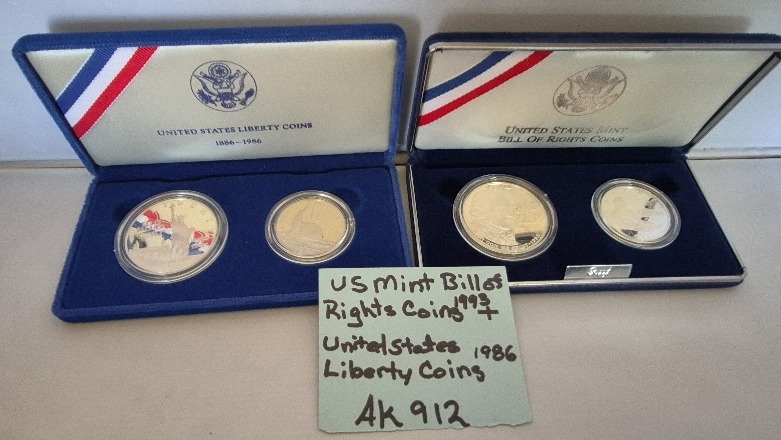 UNITED STATES LIBERTY COINS
1886-1986
UNITED STATES MINT
BILL OF RIGHTS COINS
Proof
US Mint Bill of
Rights Coins 1993 +
United States 1986
Liberty Coins
AK 912